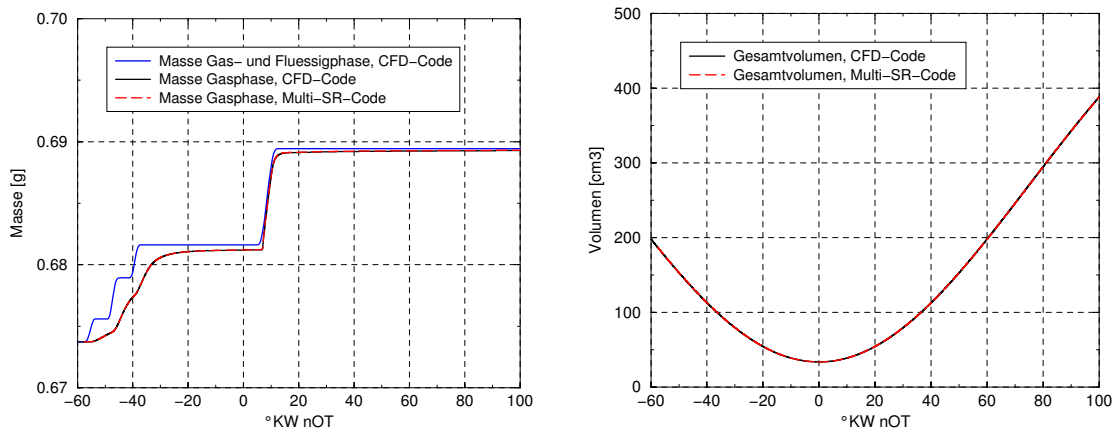 0.70
Masse Gas− und Fluessigphase, CFD−Code
Masse Gasphase, CFD−Code
Masse Gasphase, Multi−SR−Code
0.69
Masse [g]
0.68
0.67
−60 −40 −20 0 20 40 60 80 100
°KW nOT
500
Gesamtvolumen, CFD−Code
Gesamtvolumen, Multi−SR−Code
400
300
Volumen [cm3]
200
100
0
−60 −40 −20 0 20 40 60 80 100
°KW nOT